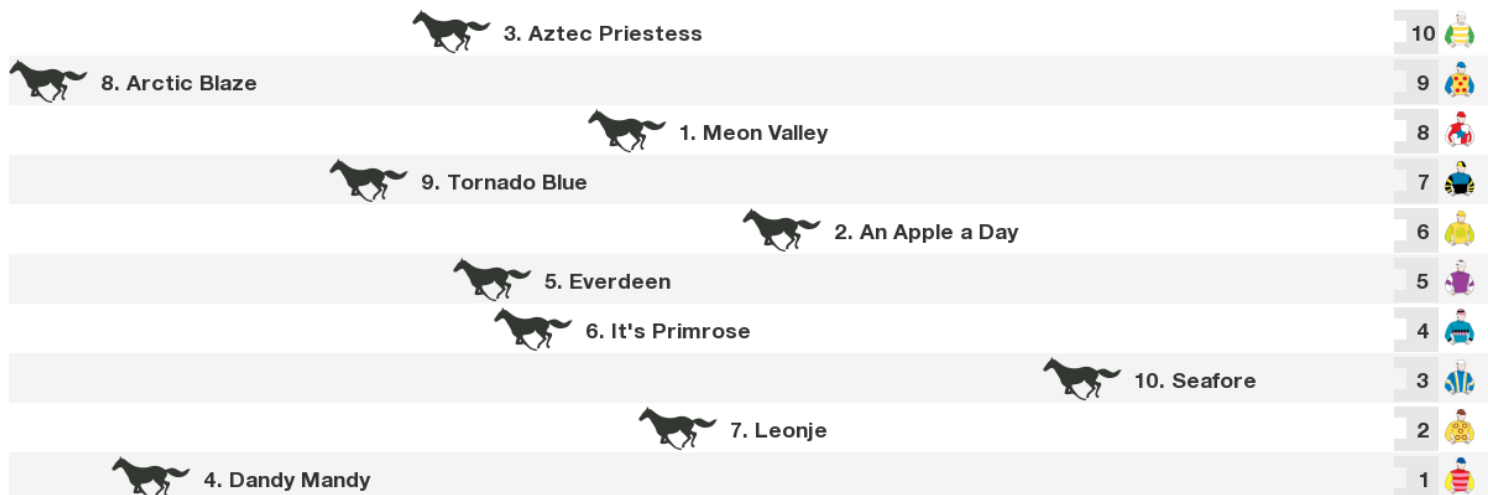 3. Aztec Priestess 10
8. Arctic Blaze 9
1. Meon Valley 8
9. Tornado Blue 7
2. An Apple a Day 6
5. Everdeen 5
6. It's Primrose 4
10. Seafore 3
7. Leonje 2
4. Dandy Mandy 1